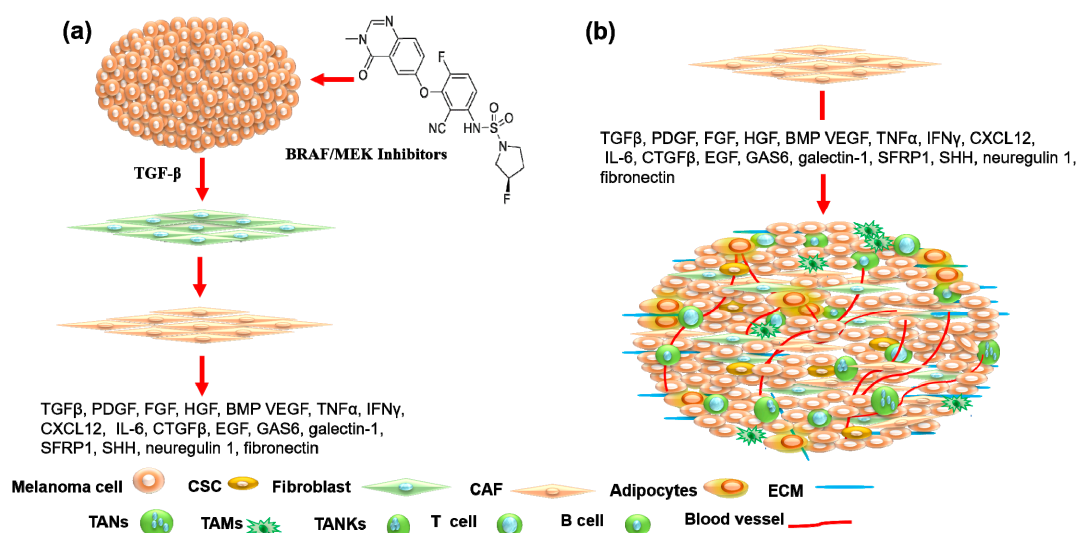 (a)
N
N
O
F
O
NC
HN
O
O
S
N
F
BRAF/MEK Inhibitors
TGF-β
TGFβ, PDGF, FGF, HGF, BMP VEGF, TNFα, IFNγ,
CXCL12, IL-6, CTGFβ, EGF, GAS6, galectin-1,
SFRP1, SHH, neuregulin 1, fibronectin
(b)
TGFβ, PDGF, FGF, HGF, BMP VEGF, TNFα, IFNγ, CXCL12,
IL-6, CTGFβ, EGF, GAS6, galectin-1, SFRP1, SHH, neuregulin 1,
fibronectin
Melanoma cell CSC Fibroblast CAF Adipocytes ECM
TANs TAMs TANKs T cell B cell Blood vessel